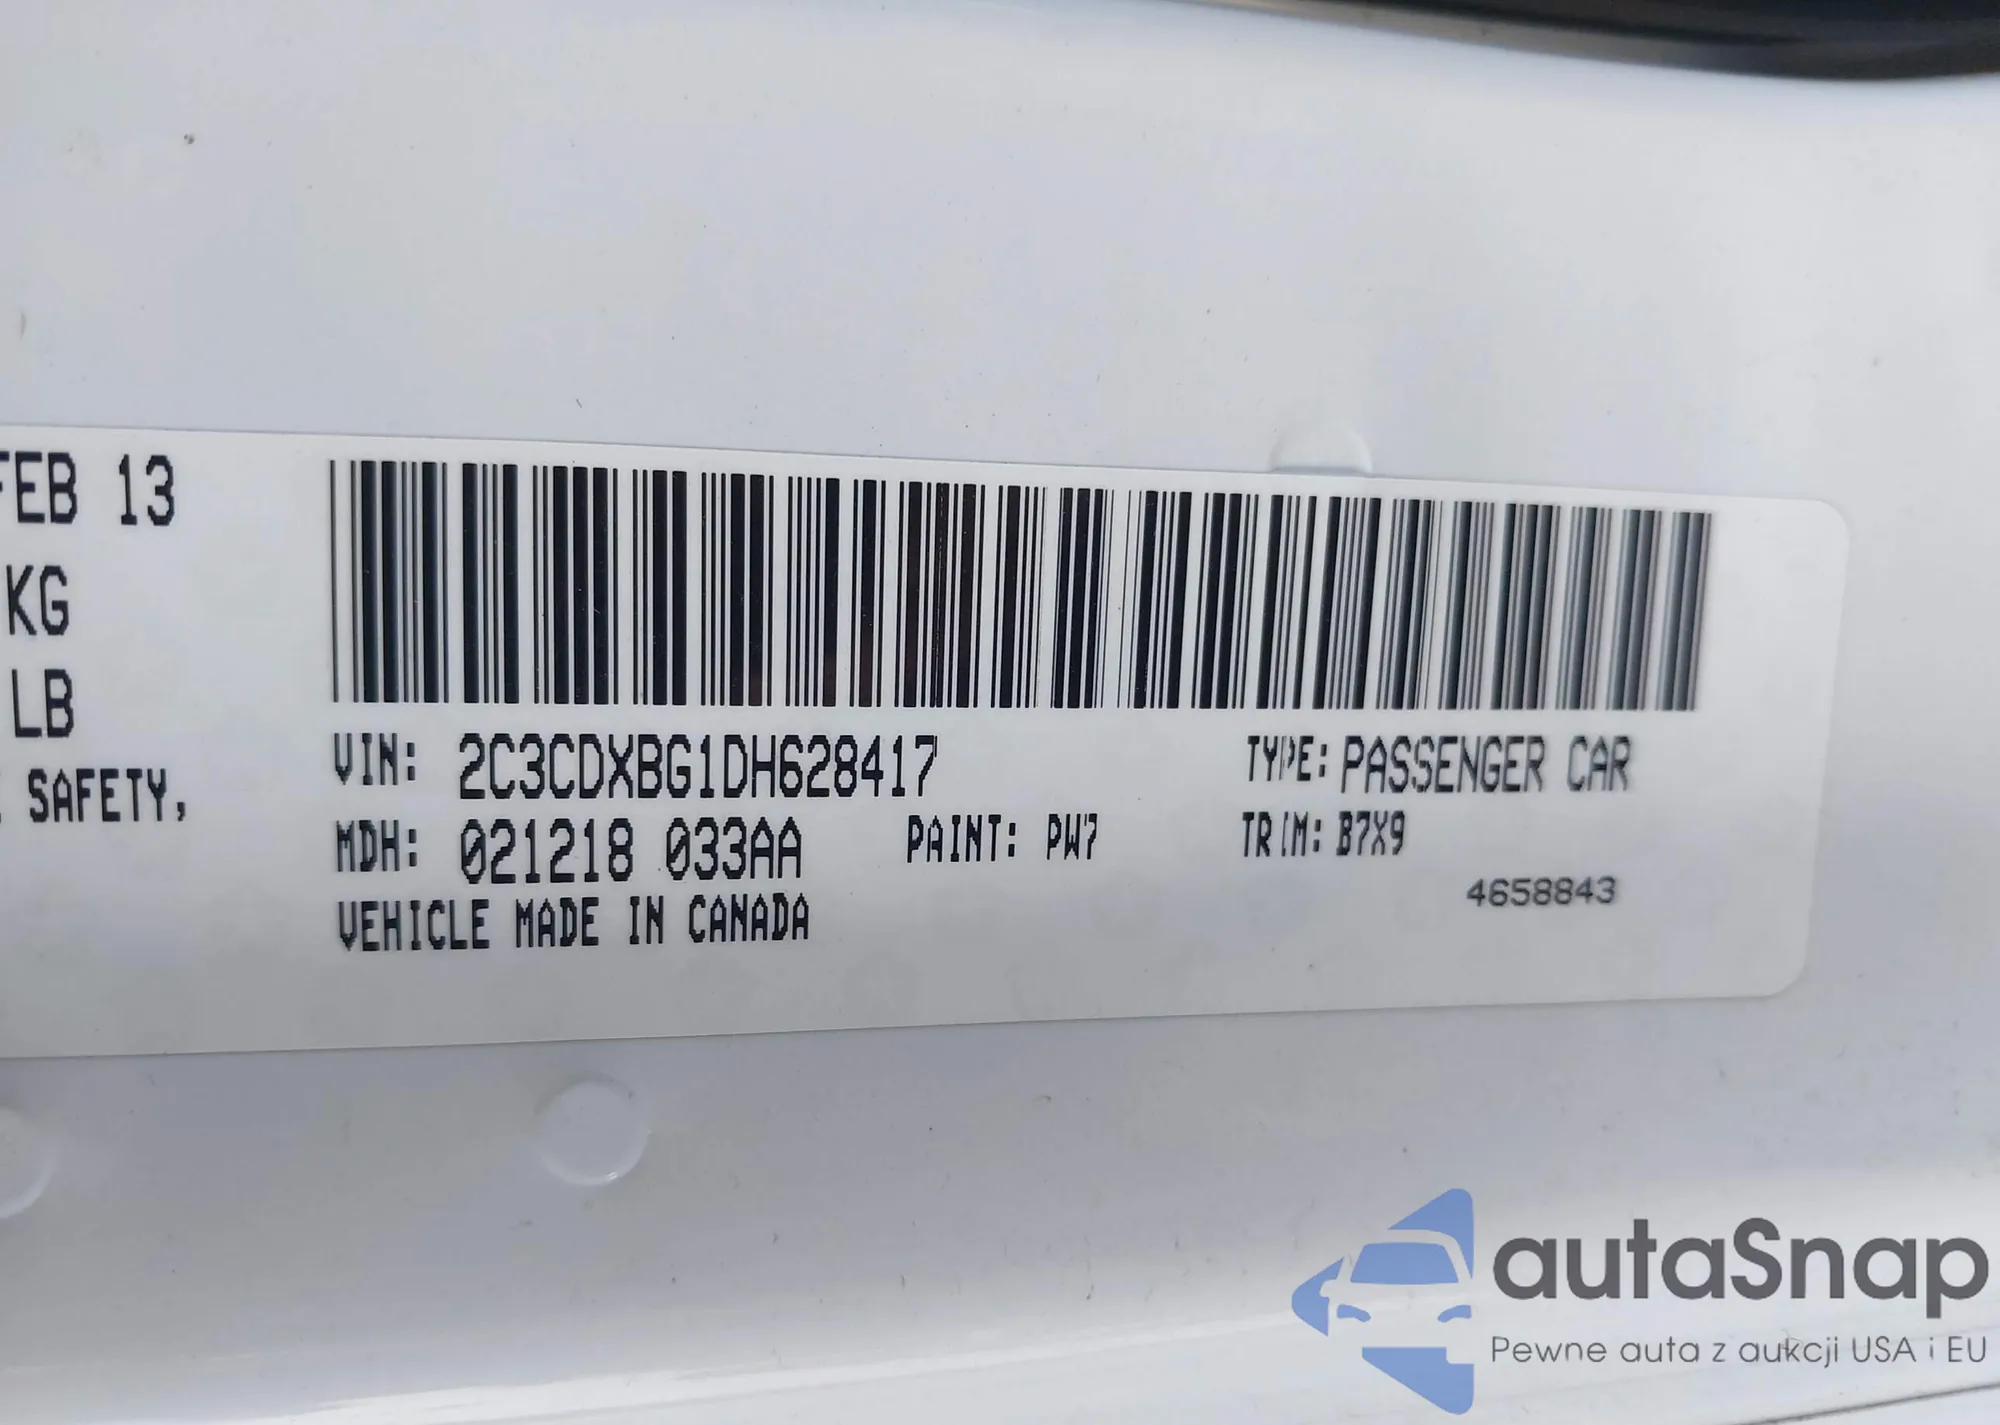 FEB 13
KG
LB
SAFETY,
VIN: 2C3CDXBG1DH628417
TYPE: PASSENGER CAR
MDH: 021218 033AA
PAINT: PW7
TRIM: B7X9
VEHICLE MADE IN CANADA
4658843
autaSnap
Pewne auta z aukcji USA i EU